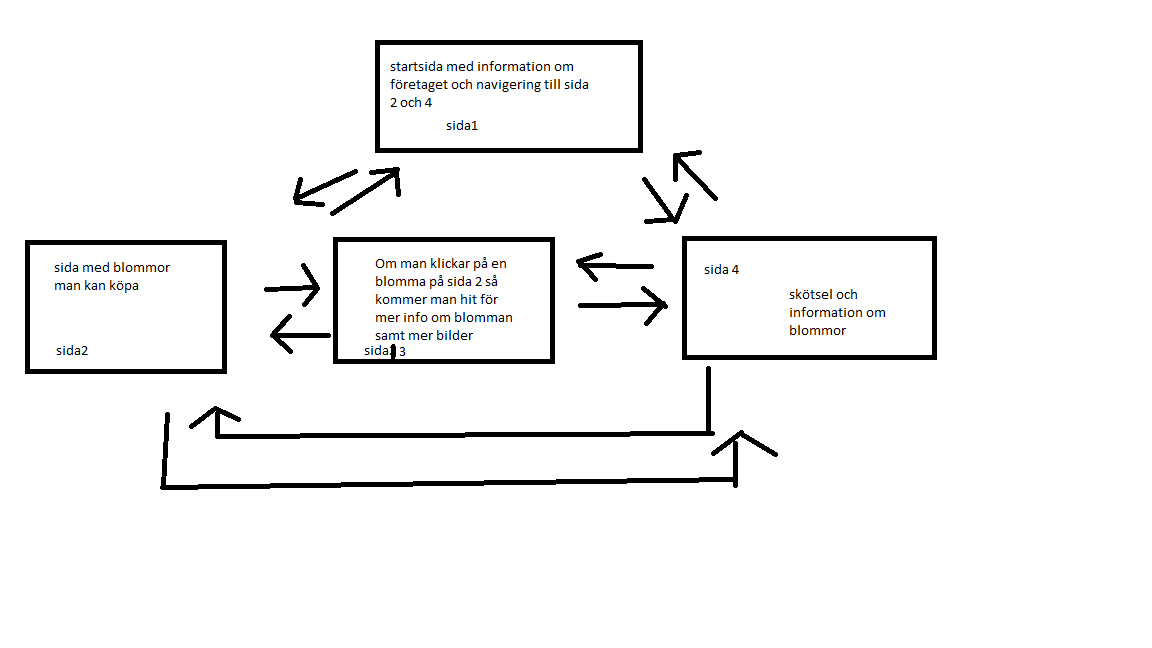 startsida med information om
företaget och navigering till sida
2 och 4
sida1
sida med blommor
man kan köpa
sida2
Om man klickar på en
blomma på sida 2 så
kommer man hit för
mer info om blomman
samt mer bilder
sida 3
sida 4
skötsel och
information om
blommor